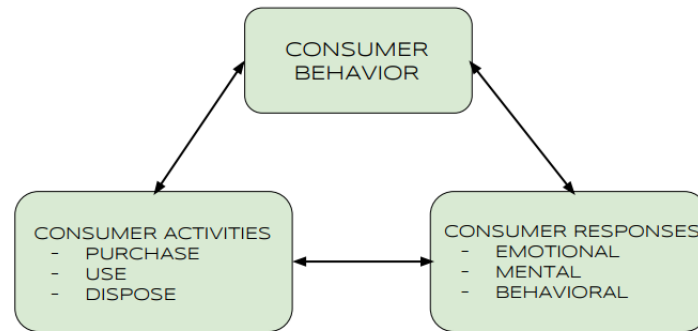 CONSUMER
BEHAVIOR
CONSUMER ACTIVITIES
- PURCHASE
- USE
- DISPOSE
CONSUMER RESPONSES
- EMOTIONAL
- MENTAL
- BEHAVIORAL